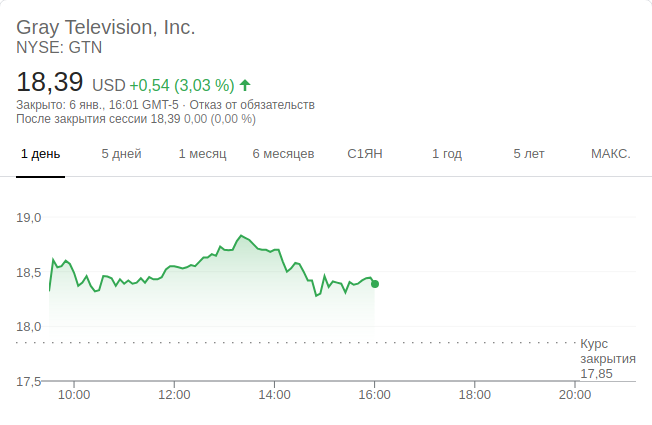 Gray Television, Inc.
NYSE: GTN
18,39 USD +0,54 (3,03 %)
Закрыто: 6 янв., 16:01 GMT-5 · Отказ от обязательств
После закрытия сессии 18,39 0,00 (0,00 %)
1 день 5 дней 1 месяц 6 месяцев С1ЯН 1 год 5 лет МАКС.
19,0
18,5
18,0
Курс
закрытия
17,85
17,5
10:00 12:00 14:00 16:00 18:00 20:00